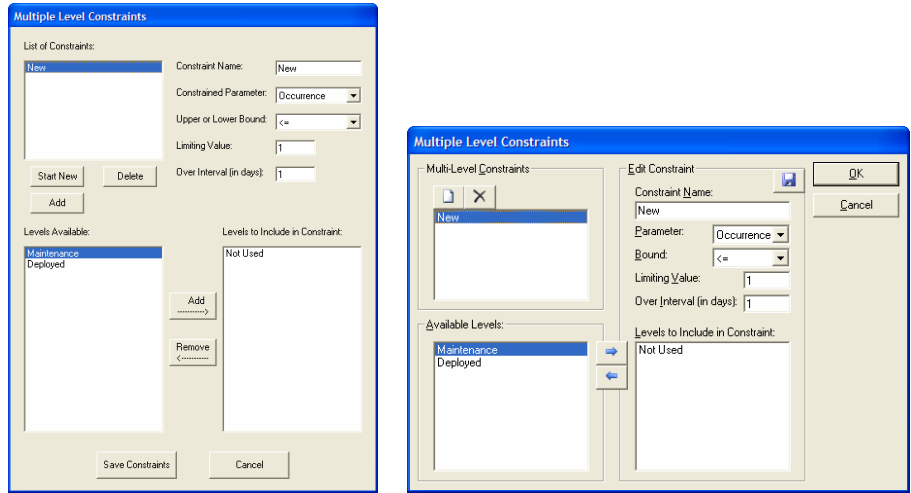 Multiple Level Constraints
List of Constraints:
New
Constraint Name: New
Constrained Parameter: Occurrence
Upper or Lower Bound: <=
Limiting Value: 1
Over Interval (in days): 1
Start New Delete
Add
Levels Available:
Maintenance
Deployed
Levels to Include in Constraint:
Not Used
Add
----------->
Remove
<-----------
Save Constraints Cancel
Multiple Level Constraints
Multi-Level Constraints
New
Edit Constraint
Constraint Name:
New
Parameter: Occurrence
Bound: <=
Limiting Value: 1
Over Interval (in days): 1
Available Levels:
Maintenance
Deployed
Levels to Include in Constraint:
Not Used
OK
Cancel